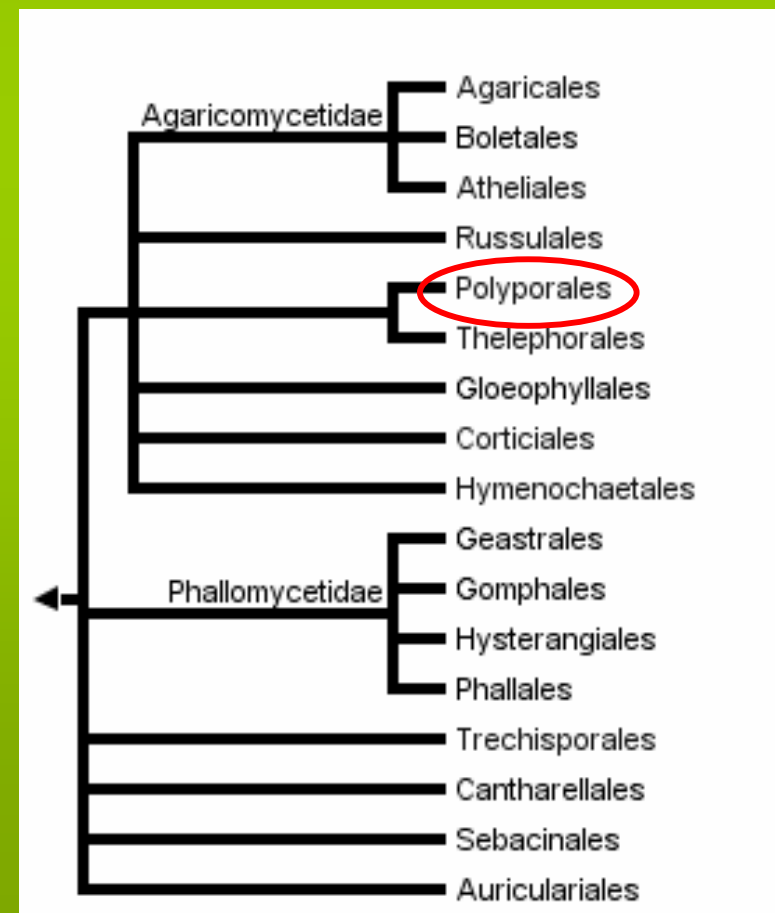 Agaricales
Agaricomycetidae
Boletales
Atheliales
Russulales
Polyporales
Thelephorales
Gloeophyllales
Corticiales
Hymenochaetales
Geastrales
Phallomycetidae
Gomphales
Hysterangiales
Phallales
Trechisporales
Cantharellales
Sebacinales
Auriculariales